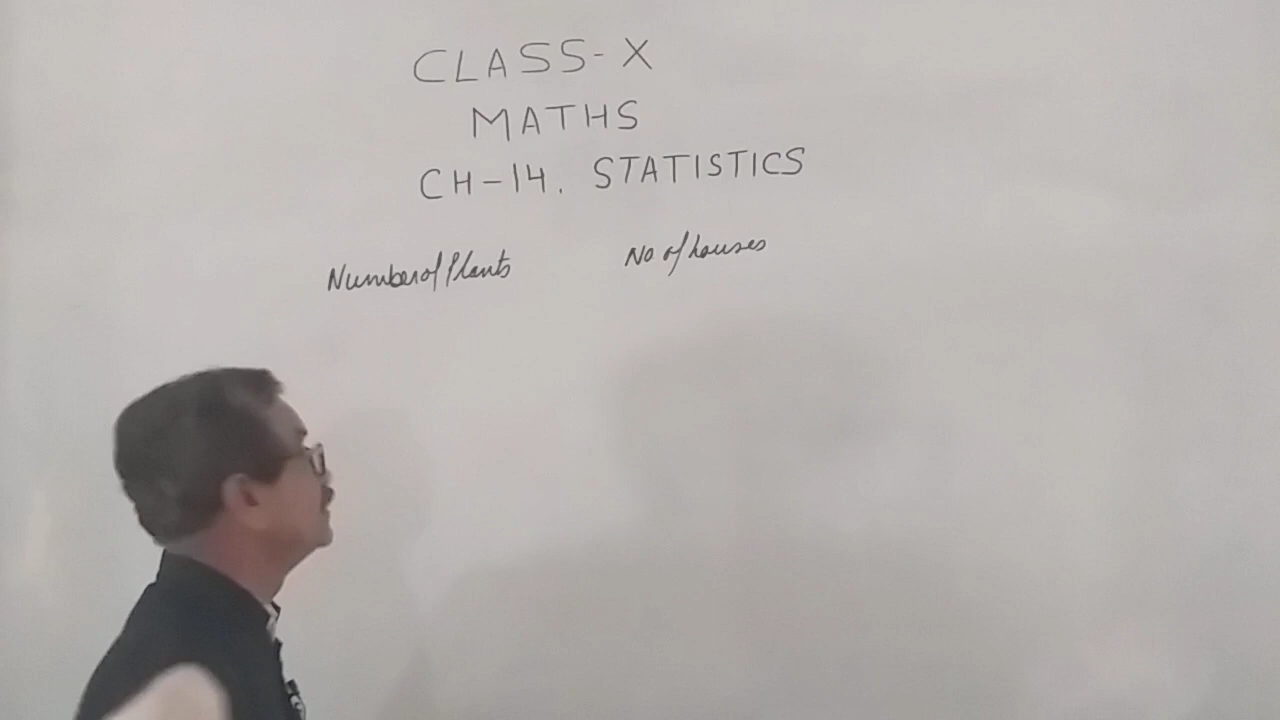 CLASS-X
MATHS
CH-14. STATISTICS
Number of Plants No of houses